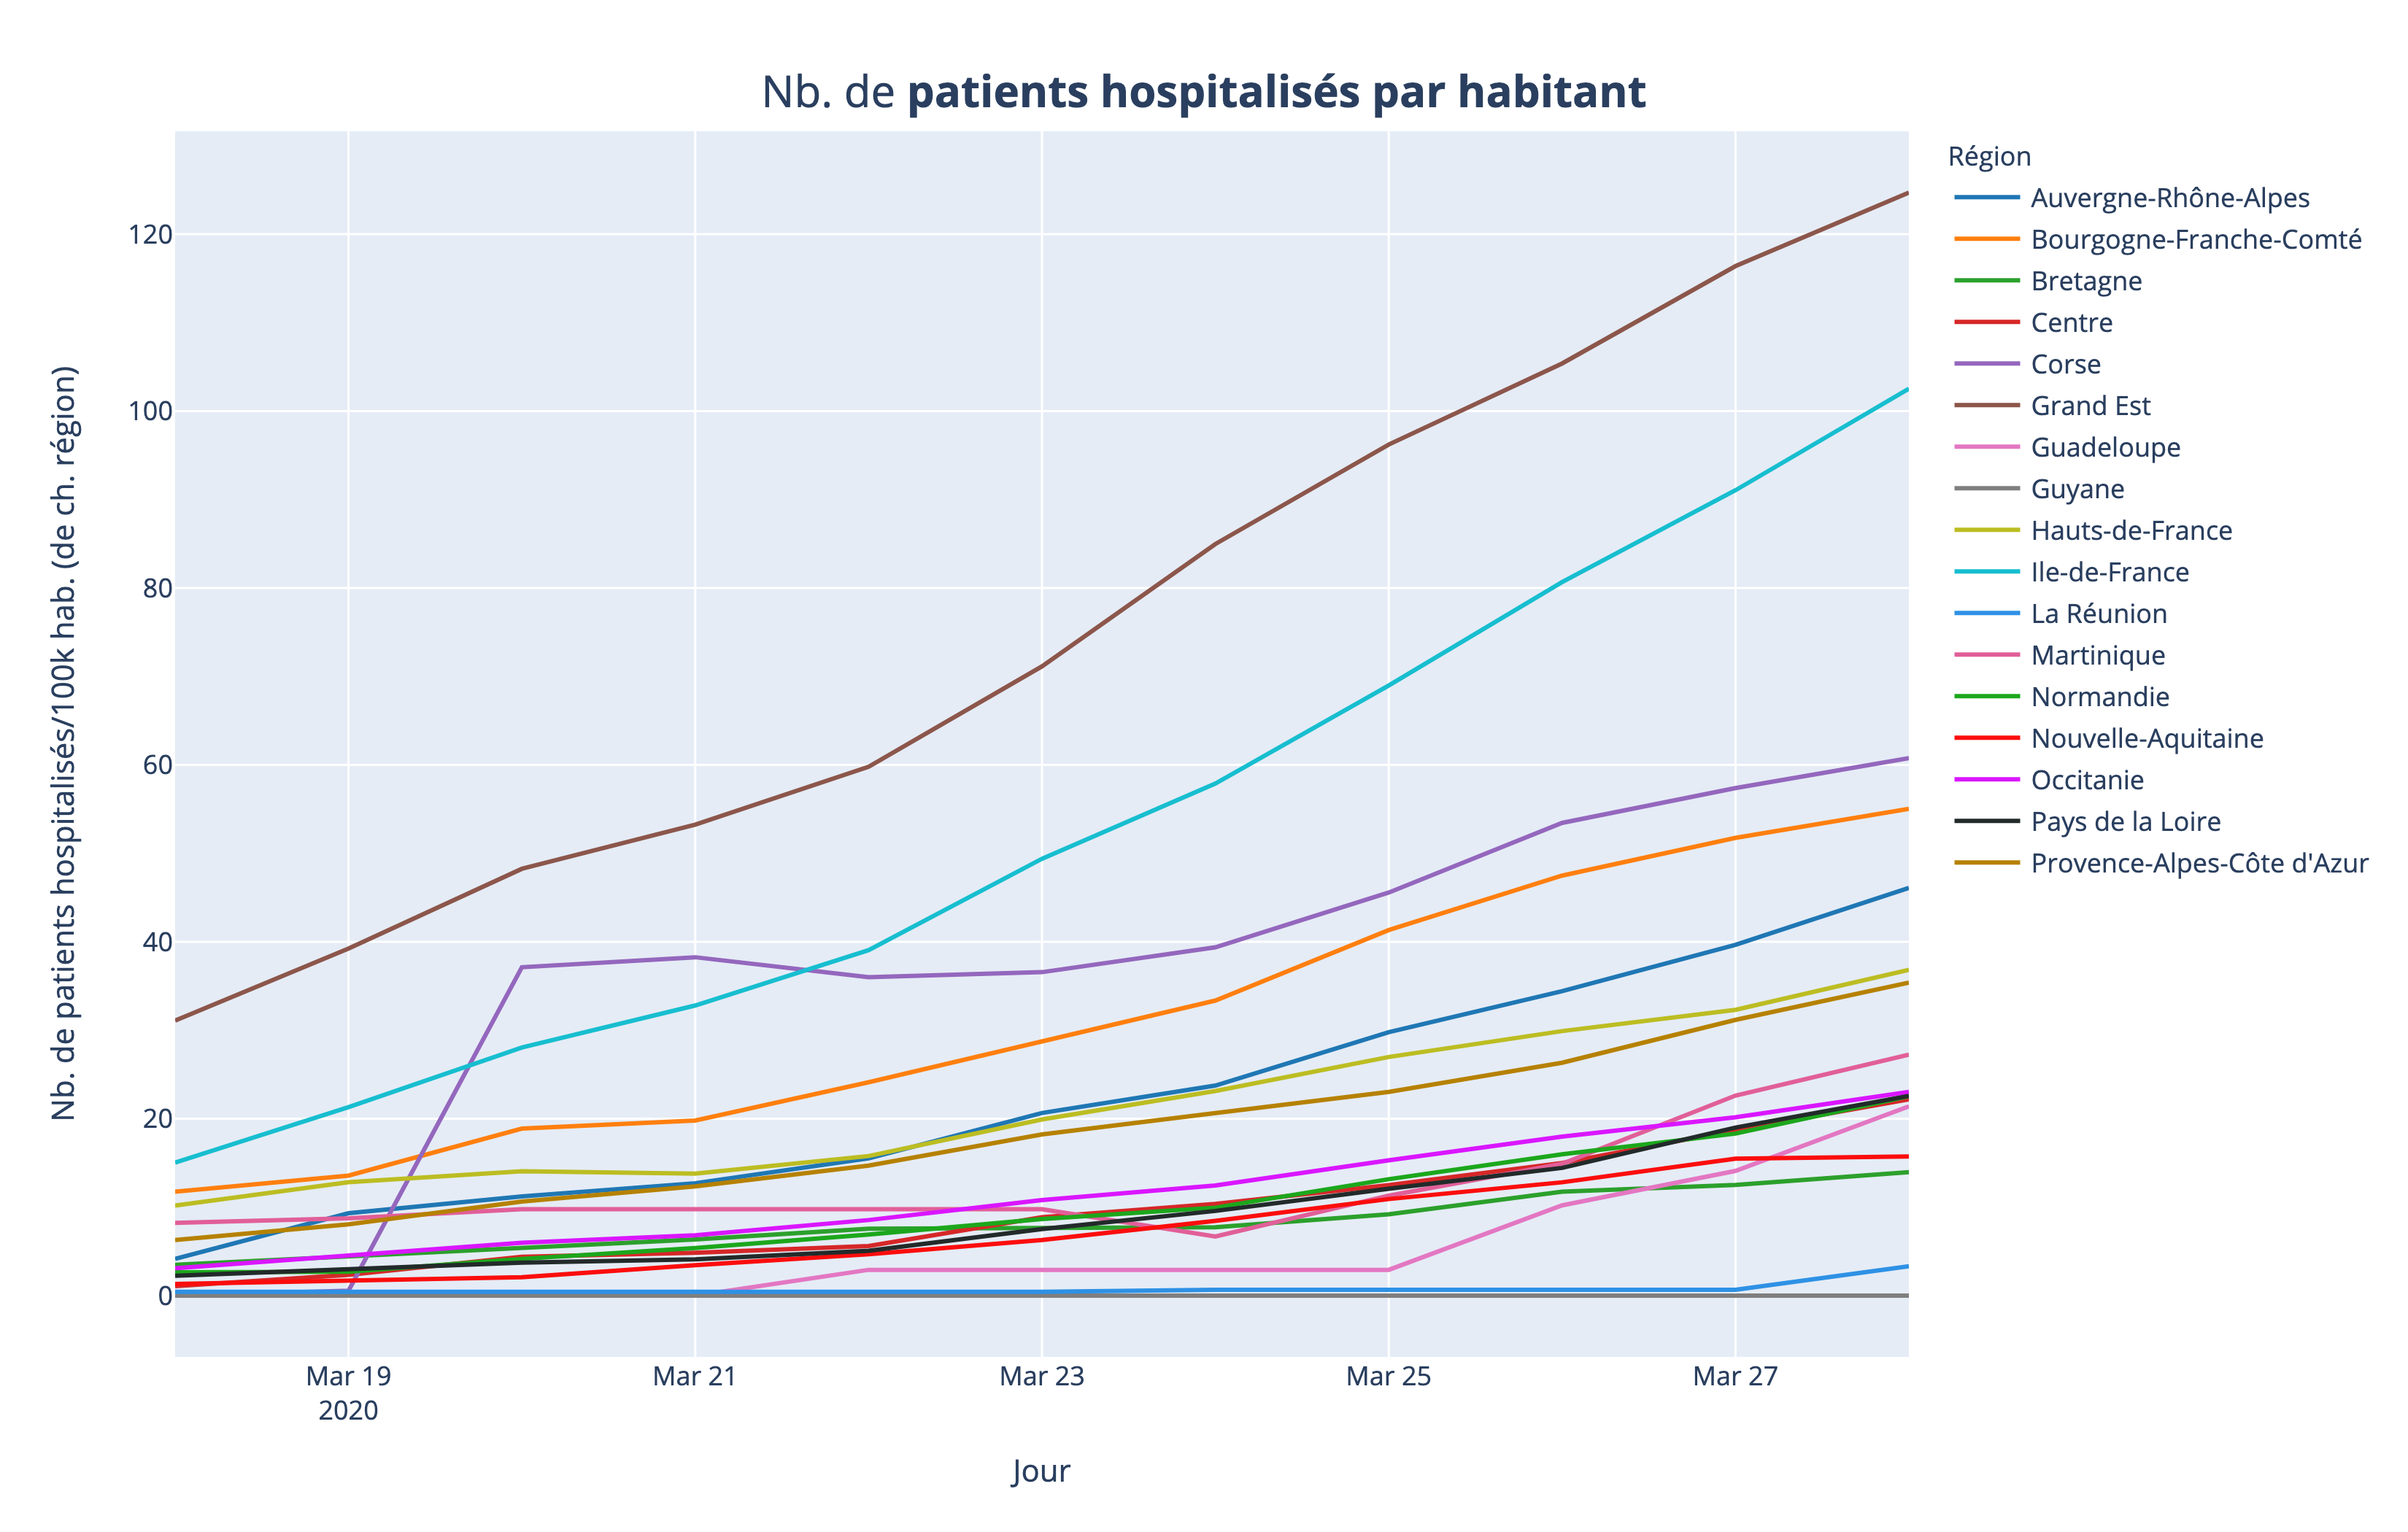 Nb. de patients hospitalisés par habitant
Nb. de patients hospitalisés/100k hab. (de ch. région)
120
100
80
60
40
20
0
Mar 19
2020
Mar 21
Mar 23
Mar 25
Mar 27
Jour
Région
Auvergne-Rhône-Alpes
Bourgogne-Franche-Comté
Bretagne
Centre
Corse
Grand Est
Guadeloupe
Guyane
Hauts-de-France
Ile-de-France
La Réunion
Martinique
Normandie
Nouvelle-Aquitaine
Occitanie
Pays de la Loire
Provence-Alpes-Côte d'Azur